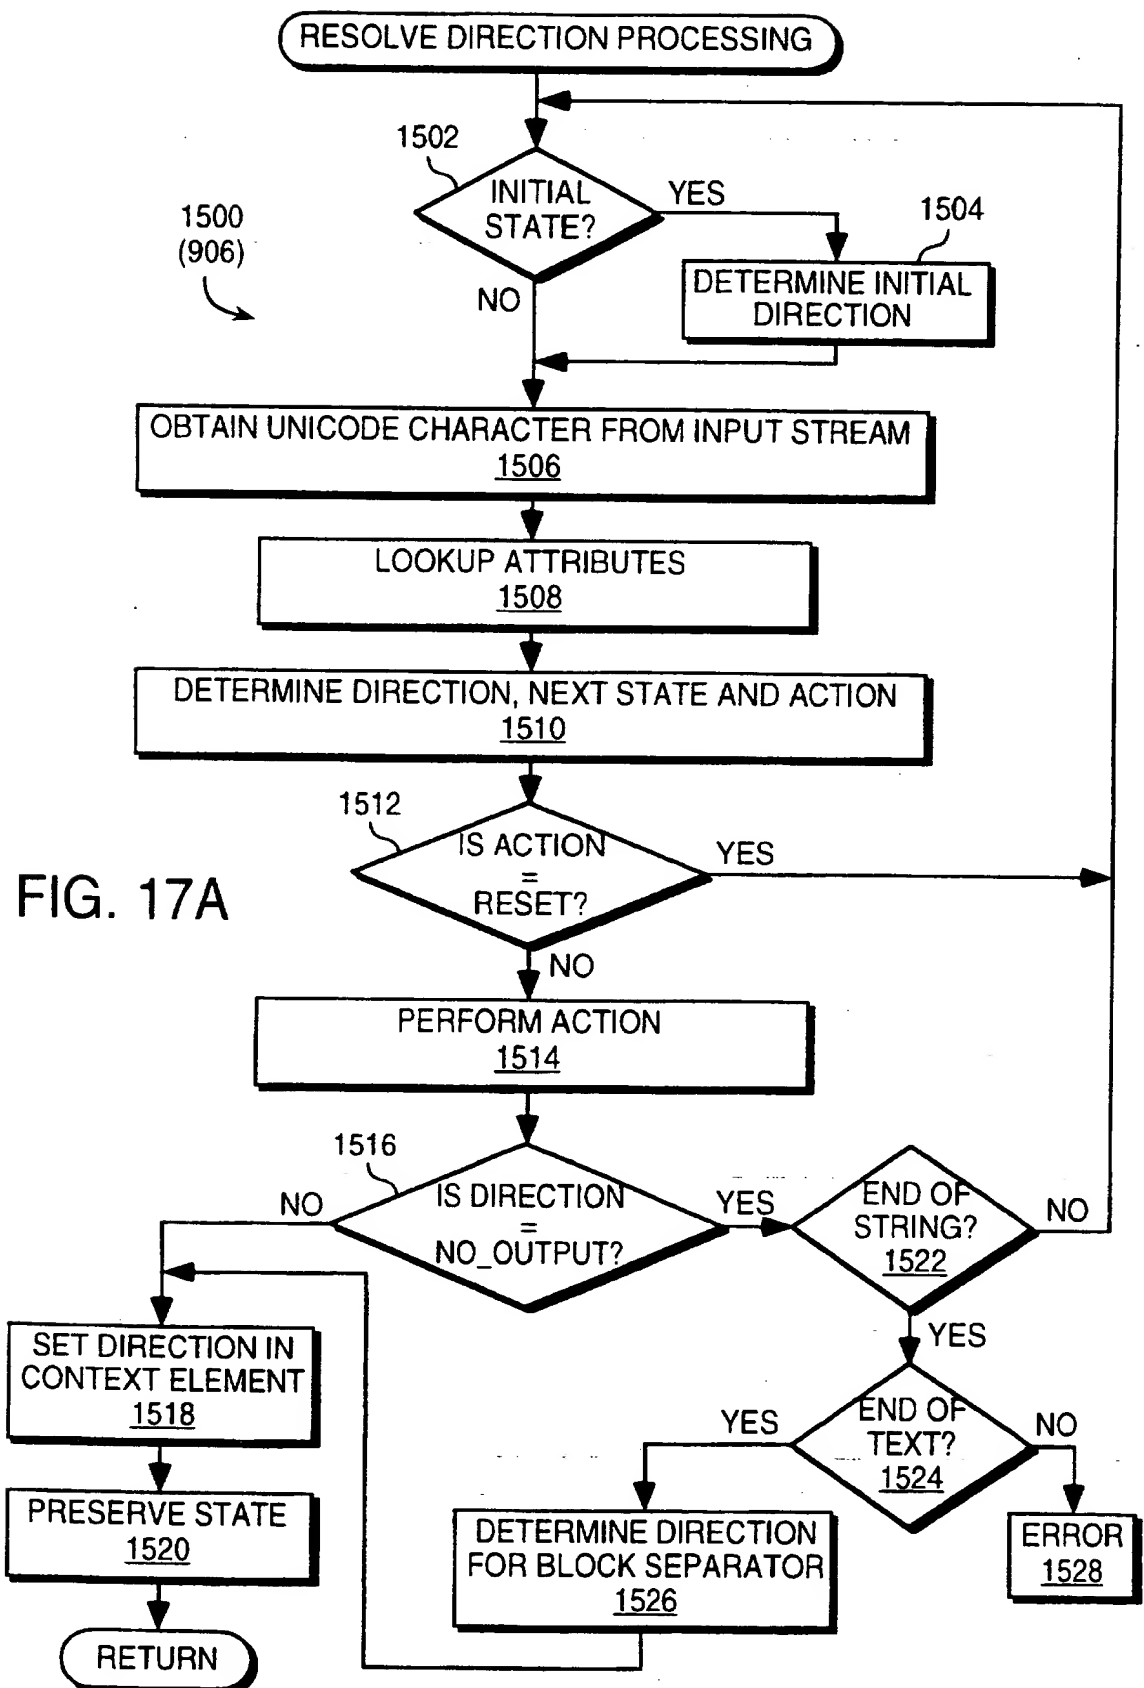 RESOLVE DIRECTION PROCESSING
1502
INITIAL
STATE?
YES
1504
1500
(906)
DETERMINE INITIAL
DIRECTION
NO
OBTAIN UNICODE CHARACTER FROM INPUT STREAM
1506
LOOKUP ATTRIBUTES
1508
DETERMINE DIRECTION, NEXT STATE AND ACTION
1510
1512
IS ACTION
=
RESET?
YES
FIG. 17A
NO
PERFORM ACTION
1514
1516
IS DIRECTION
=
NO_OUTPUT?
NO
YES
END OF
STRING?
1522
NO
YES
SET DIRECTION IN
CONTEXT ELEMENT
1518
END OF
TEXT?
1524
YES
NO
PRESERVE STATE
1520
DETERMINE DIRECTION
FOR BLOCK SEPARATOR
1526
ERROR
1528
RETURN